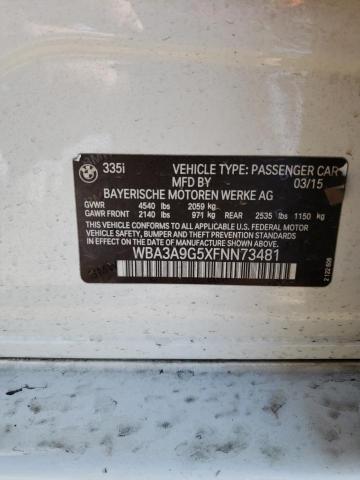 335i VEHICLE TYPE: PASSENGER CAR
MFD BY 03/15
BAYERISCHE MOTOREN WERKE AG
GVWR 4540 lbs 2059 kg
GAWR FRONT 2140 lbs 971 kg REAR 2535 lbs 1150 kg
THIS VEHICLE CONFORMS TO ALL APPLICABLE
U.S. FEDERAL MOTOR VEHICLE SAFETY,
BUMPER, AND THEFT PREVENTION STANDARDS
IN EFFECT ON THE DATE OF MANUFACTURE
SHOWN ABOVE.
WBA3A9G5XFNN73481